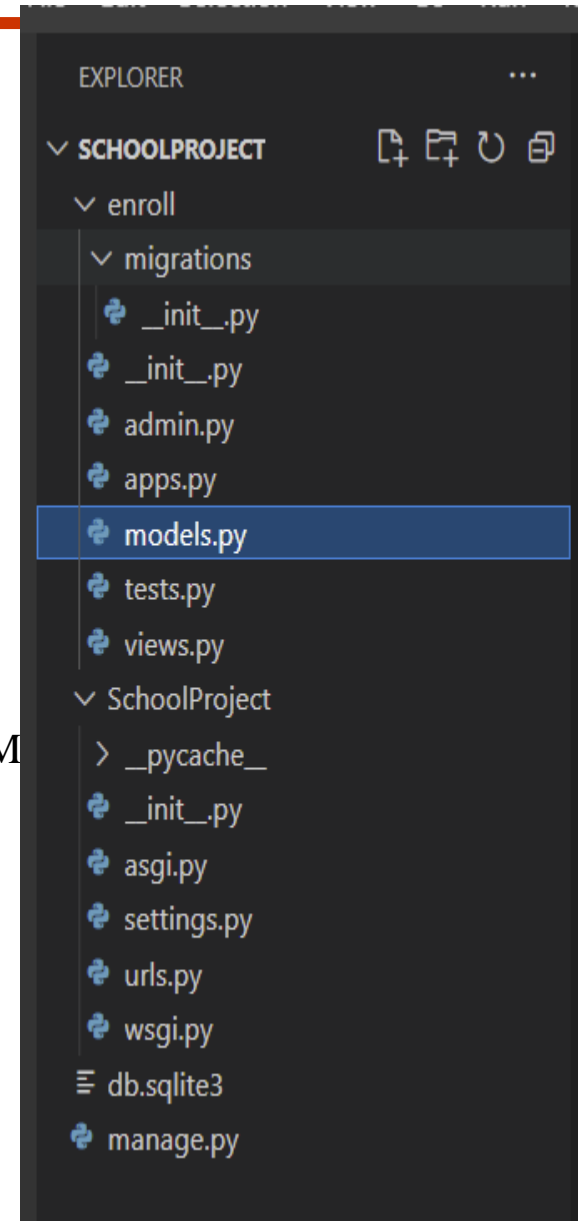 EXPLORER ...
SCHOOLPROJECT
enroll
migrations
__init__.py
__init__.py
admin.py
apps.py
models.py
tests.py
views.py
SchoolProject
M
__pycache__
__init__.py
asgi.py
settings.py
urls.py
wsgi.py
db.sqlite3
manage.py